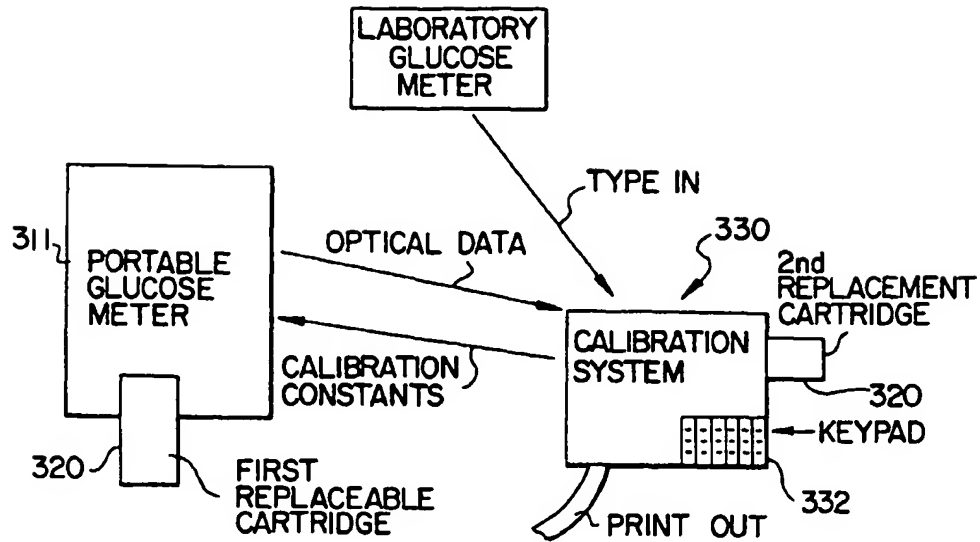 LABORATORY
GLUCOSE
METER
TYPE IN
330
311
PORTABLE
GLUCOSE
METER
OPTICAL DATA
2nd
REPLACEMENT
CARTRIDGE
CALIBRATION
SYSTEM
CALIBRATION
CONSTANTS
320
KEYPAD
320
FIRST
REPLACEABLE
CARTRIDGE
332
PRINT OUT